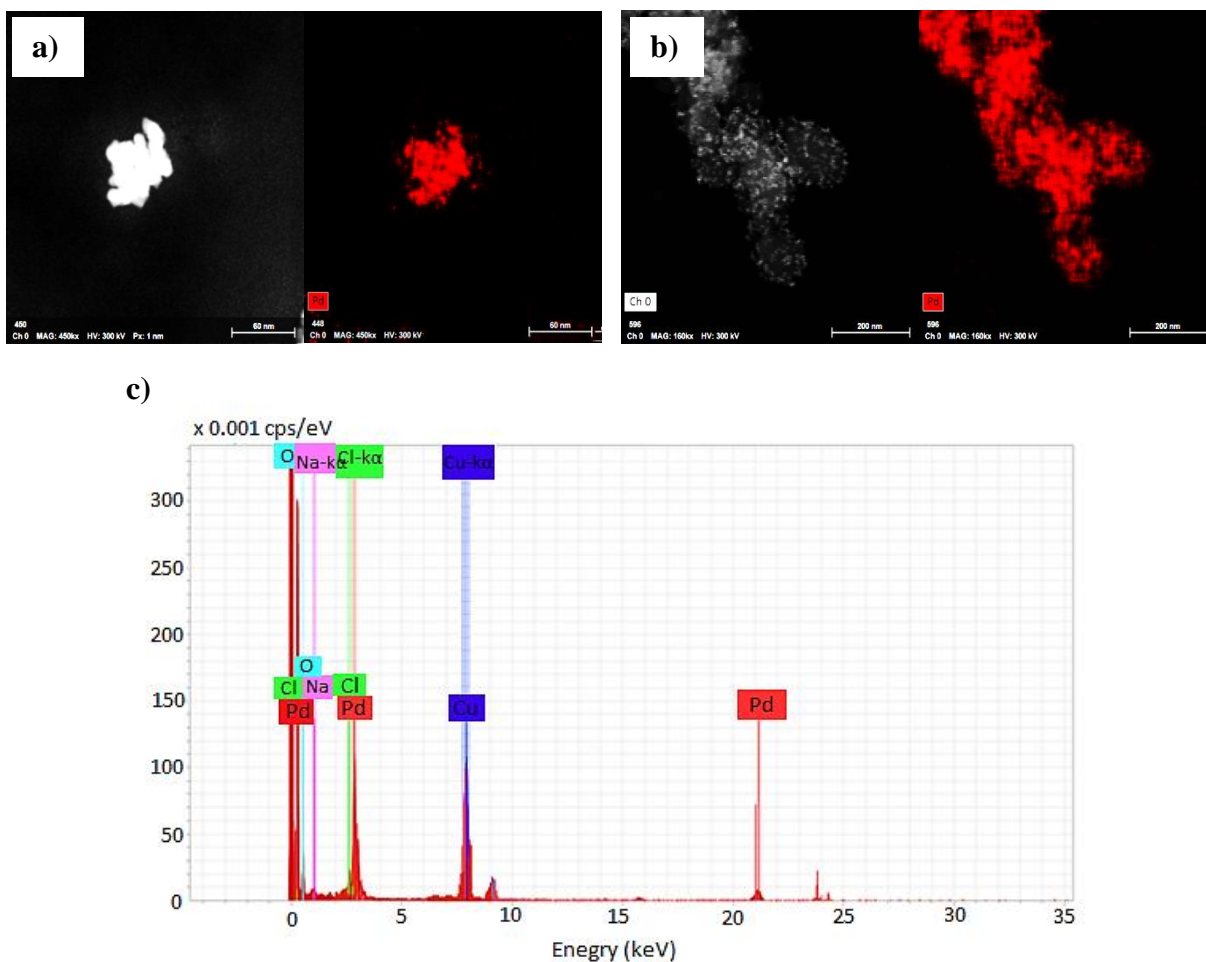 a)
450
Ch 0 MAG: 450kx HV: 300 kV Px: 1 nm
60 nm
Pd
448
Ch 0 MAG: 450kx HV: 300 kV
60 nm
b)
Ch 0
596
Ch 0 MAG: 160kx HV: 300 kV
200 nm
Pd
596
Ch 0 MAG: 160kx HV: 300 kV
200 nm
c)
x 0.001 cps/eV
O Na-kα Cl-kα Cu-kα
300
250
200
O
150
Cl Na Cl
Pd Pd Cu Pd
100
50
0
0 5 10 15 20 25 30 35
Enegry (keV)